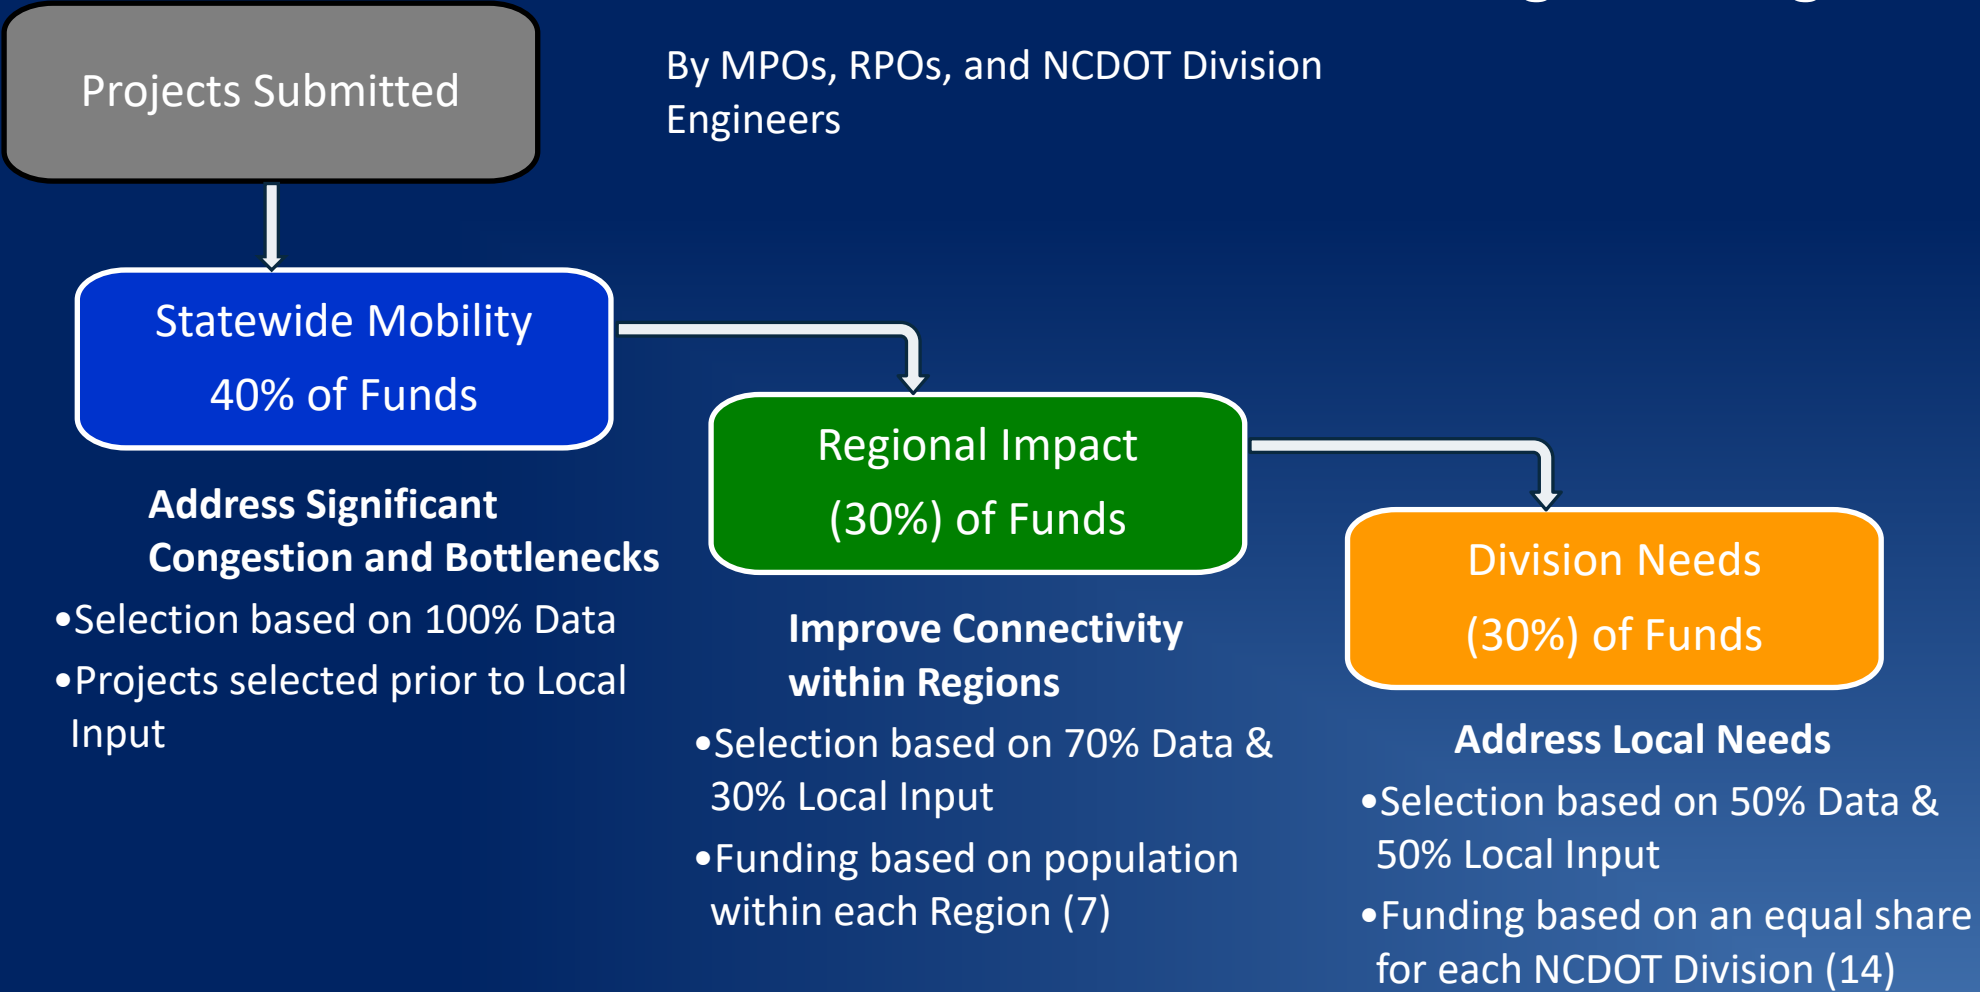 Projects Submitted
By MPOs, RPOs, and NCDOT Division
Engineers
Statewide Mobility
40% of Funds
Address Significant
Congestion and Bottlenecks
•Selection based on 100% Data
•Projects selected prior to Local
Input
Regional Impact
(30%) of Funds
Improve Connectivity
within Regions
•Selection based on 70% Data &
30% Local Input
•Funding based on population
within each Region (7)
Division Needs
(30%) of Funds
Address Local Needs
•Selection based on 50% Data &
50% Local Input
•Funding based on an equal share
for each NCDOT Division (14)